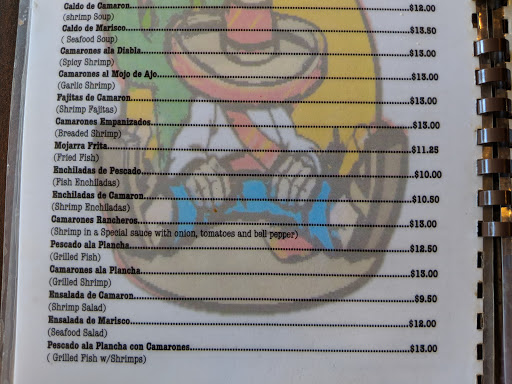 Caldo de Camaron........$12.00
(shrimp Soup)
Caldo de Marisco........$13.50
( Seafood Soup)
Camarones ala Diabla........$13.00
(Spicy Shrimp)
Camarones al Mojo de Ajo........$13.00
(Garlic Shrimp)
Fajitas de Camaron........$13.00
(Shrimp Fajitas)
Camarones Empanizados........$13.00
(Breaded Shrimp)
Mojarra Frita........$11.25
(Fried Fish)
Enchiladas de Pescado........$10.00
(Fish Enchiladas)
Enchiladas de Camaron........$10.50
(Shrimp Enchiladas)
Camarones Rancheros........$13.00
(Shrimp in a Special sauce with onion, tomatoes and bell pepper)
Pescado ala Plancha........$12.50
(Grilled Fish)
Camarones ala Plancha........$13.00
(Grilled Shrimp)
Ensalada de Camaron........$9.50
(Shrimp Salad)
Ensalada de Marisco........$12.00
(Seafood Salad)
Pescado ala Plancha con Camarones........$13.00
( Grilled Fish w/Shrimps)